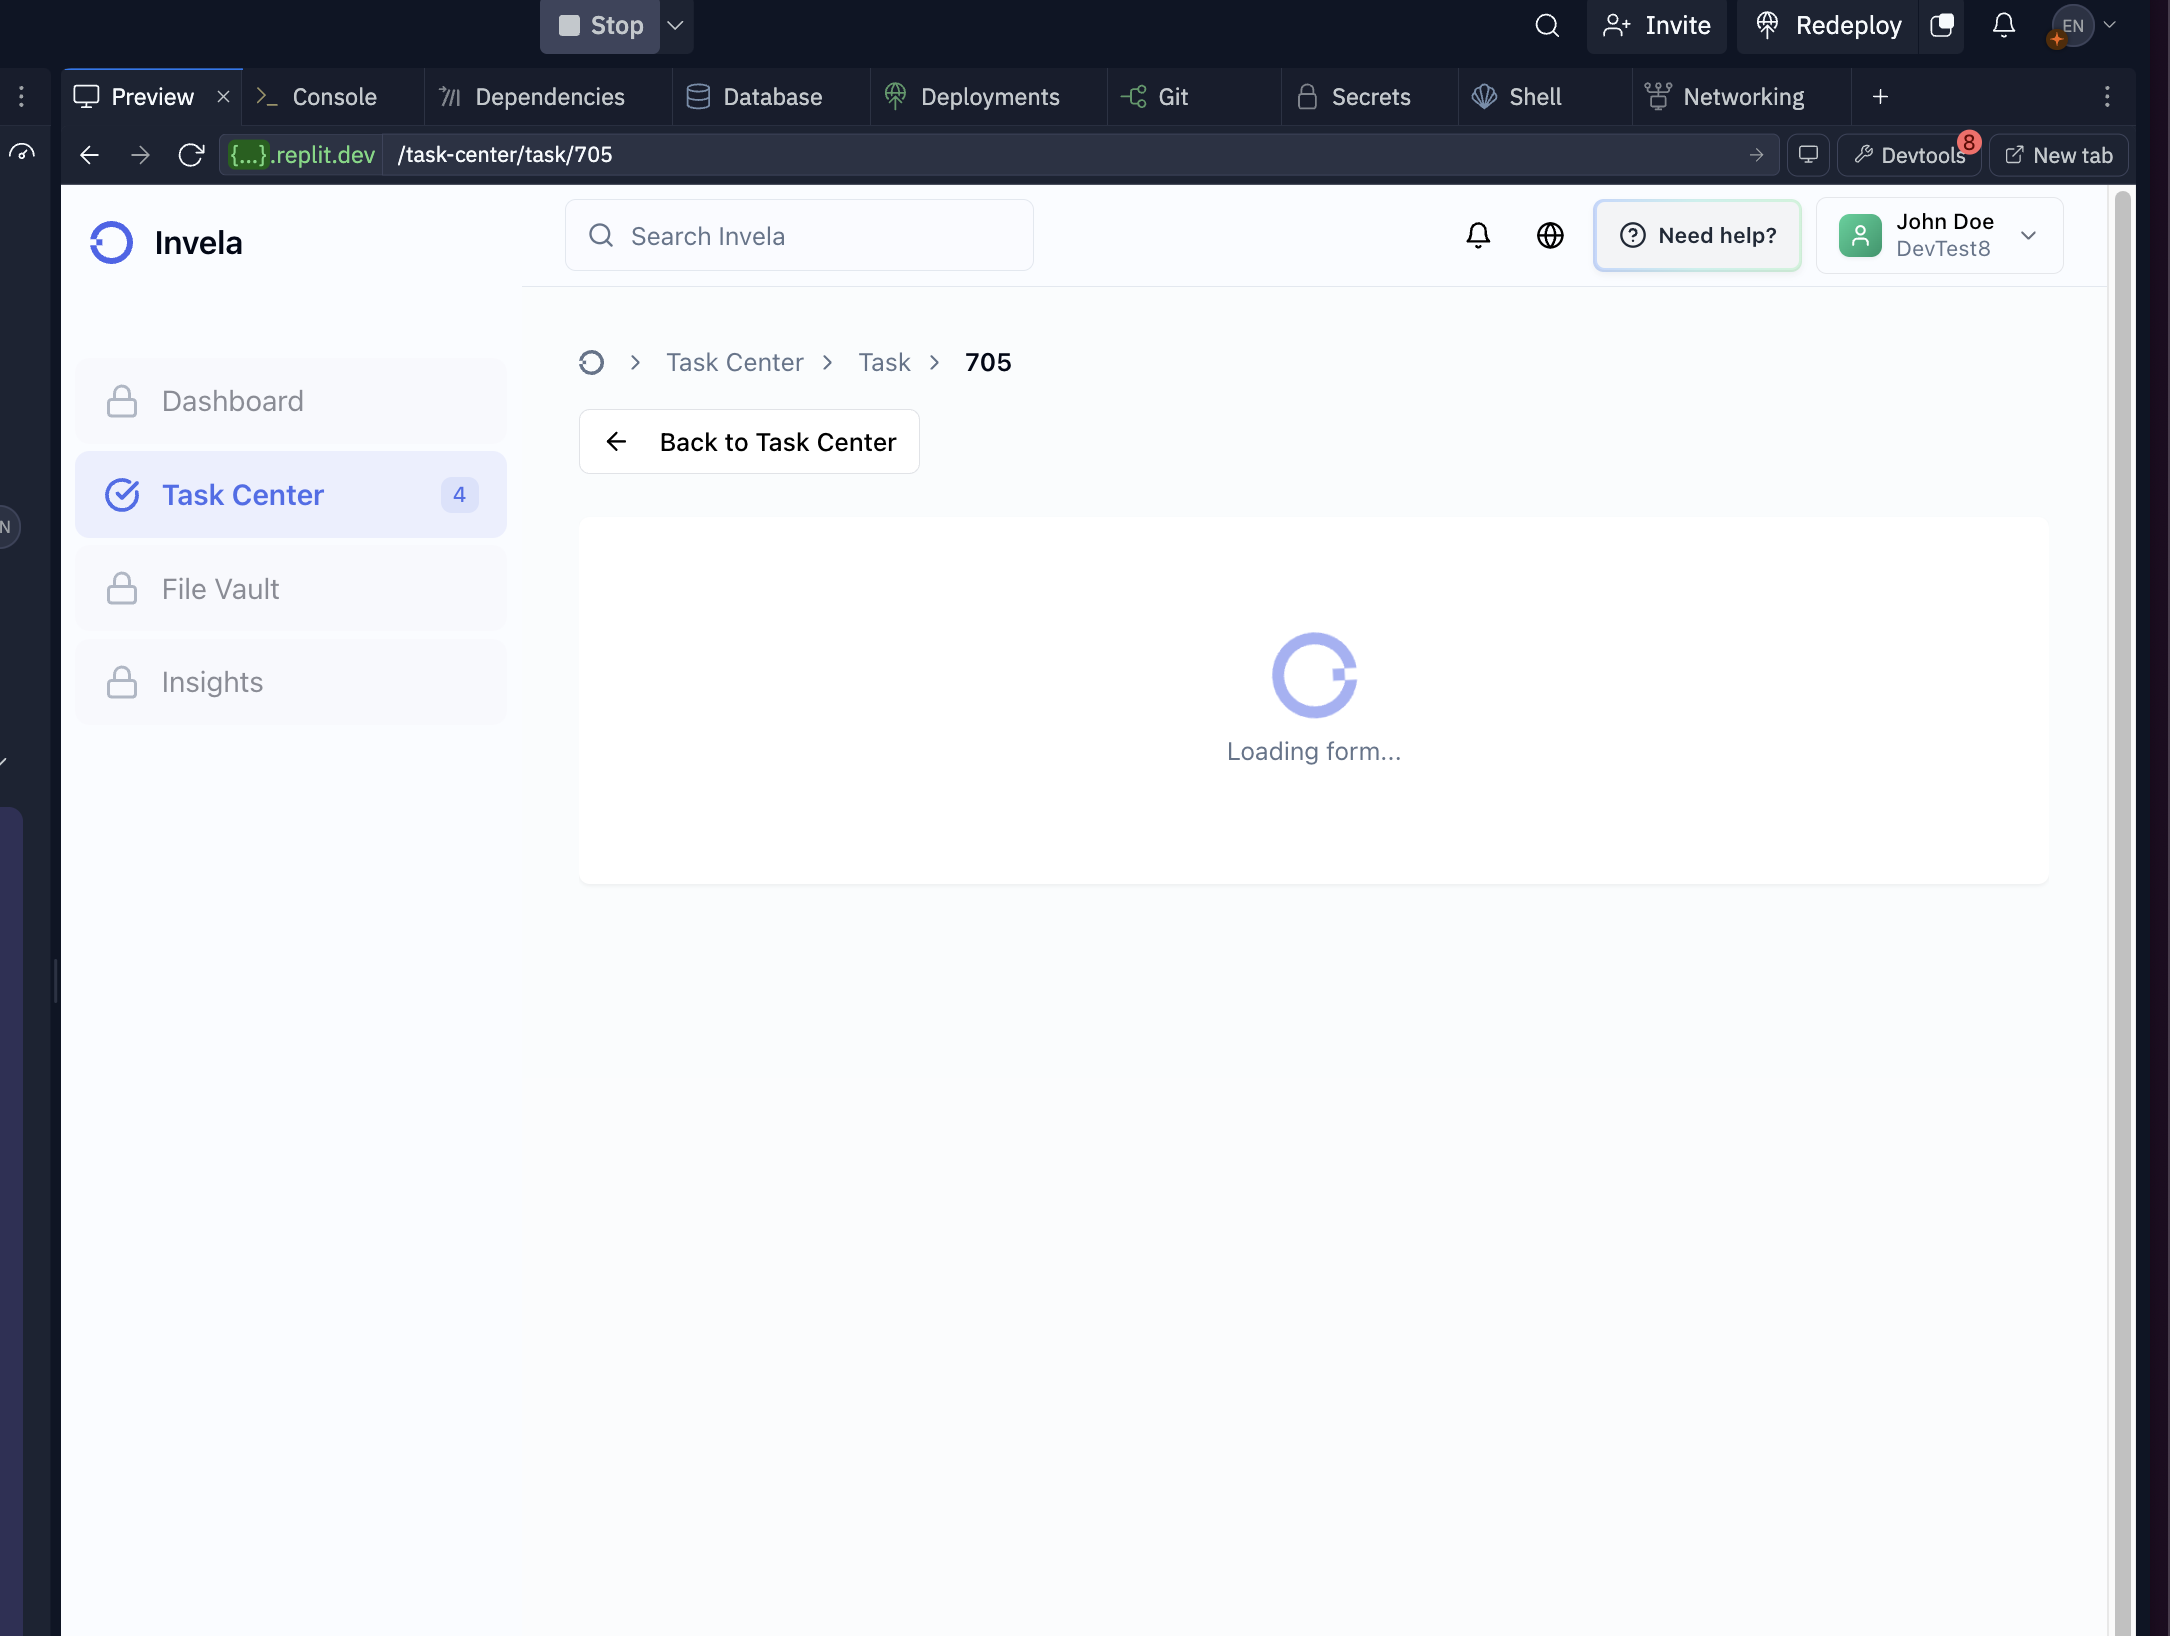 Stop
Invite
Redeploy
EN
Preview
Console
Dependencies
Database
Deployments
Git
Secrets
Shell
Networking
{...}.replit.dev /task-center/task/705
Devtools 8
New tab
Invela
Search Invela
Need help?
John Doe
DevTest8
Task Center > Task > 705
Back to Task Center
Dashboard
Task Center 4
File Vault
Insights
N
Loading form...